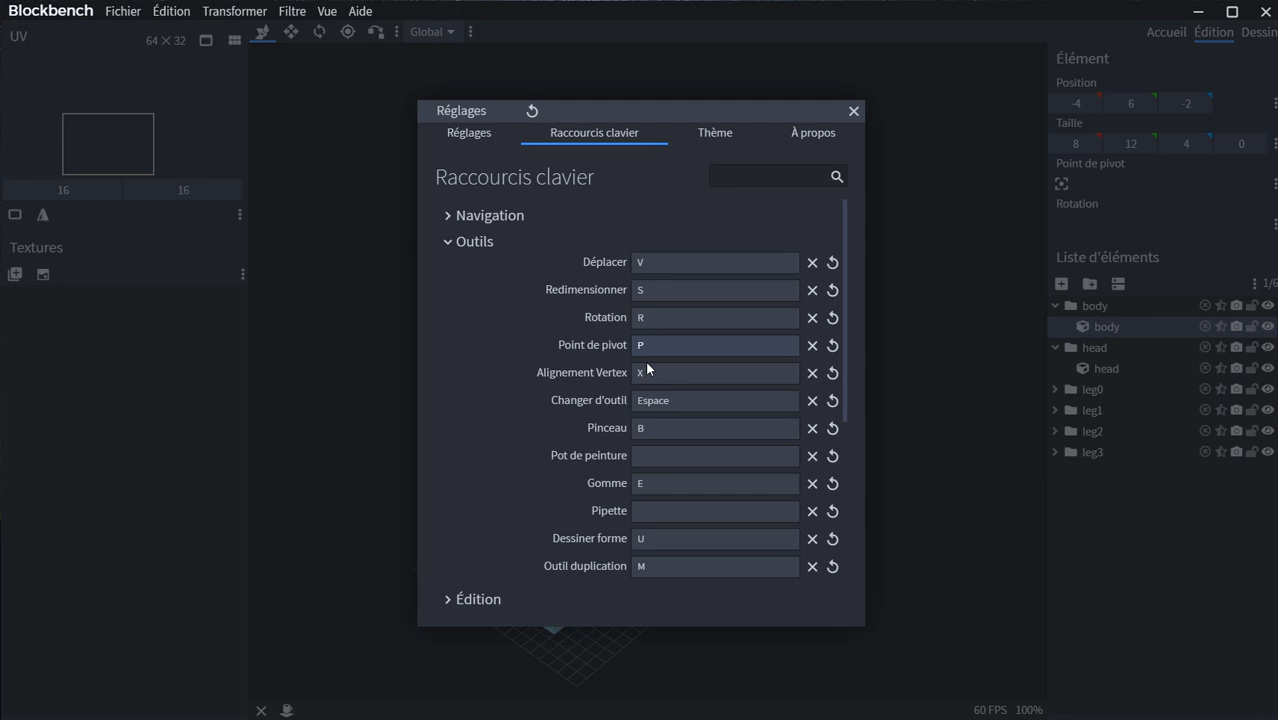 Blockbench Fichier Édition Transformer Filtre Vue Aide
UV
64 × 32
Global
Accueil Édition Dessin
16 16
Textures
Réglages
Réglages Raccourcis clavier Thème À propos
Raccourcis clavier
Navigation
Outils
Déplacer V
Redimensionner S
Rotation R
Point de pivot P
Alignement Vertex X
Changer d'outil Espace
Pinceau B
Pot de peinture
Gomme E
Pipette
Dessiner forme U
Outil duplication M
Édition
Élément
Position
-4 6 -2
Taïlle
8 12 4 0
Point de pivot
Rotation
Liste d'éléments
1/6
body
body
head
head
leg0
leg1
leg2
leg3
60 FPS 100%